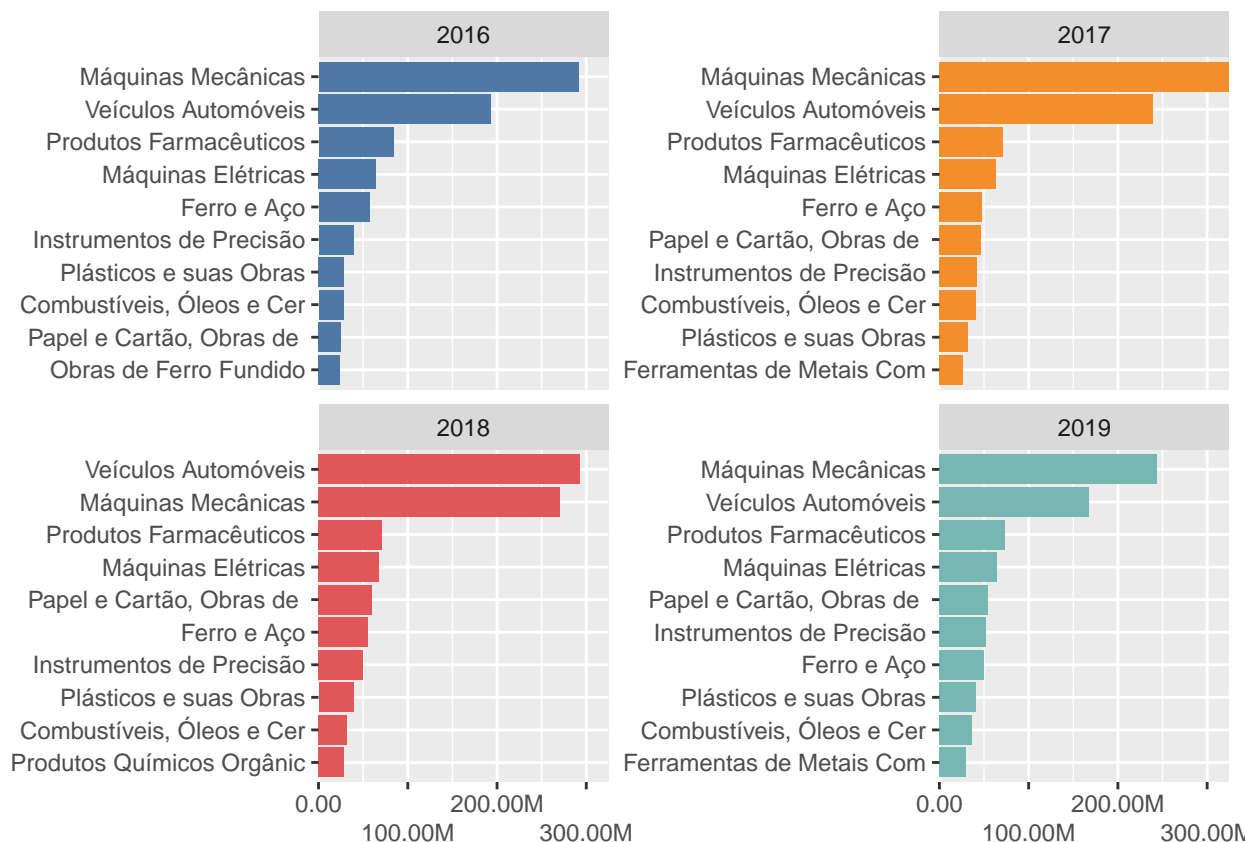 2016
Máquinas Mecânicas
Veículos Automóveis
Produtos Farmacêuticos
Máquinas Elétricas
Ferro e Aço
Instrumentos de Precisão
Plásticos e suas Obras
Combustíveis, Óleos e Cer
Papel e Cartão, Obras de
Obras de Ferro Fundido
2017
Máquinas Mecânicas
Veículos Automóveis
Produtos Farmacêuticos
Máquinas Elétricas
Ferro e Aço
Papel e Cartão, Obras de
Instrumentos de Precisão
Combustíveis, Óleos e Cer
Plásticos e suas Obras
Ferramentas de Metais Com
2018
Veículos Automóveis
Máquinas Mecânicas
Produtos Farmacêuticos
Máquinas Elétricas
Papel e Cartão, Obras de
Ferro e Aço
Instrumentos de Precisão
Plásticos e suas Obras
Combustíveis, Óleos e Cer
Produtos Químicos Orgânic
0.00 200.00M
100.00M 300.00M
2019
Máquinas Mecânicas
Veículos Automóveis
Produtos Farmacêuticos
Máquinas Elétricas
Papel e Cartão, Obras de
Instrumentos de Precisão
Ferro e Aço
Plásticos e suas Obras
Combustíveis, Óleos e Cer
Ferramentas de Metais Com
0.00 200.00M
100.00M 300.00M